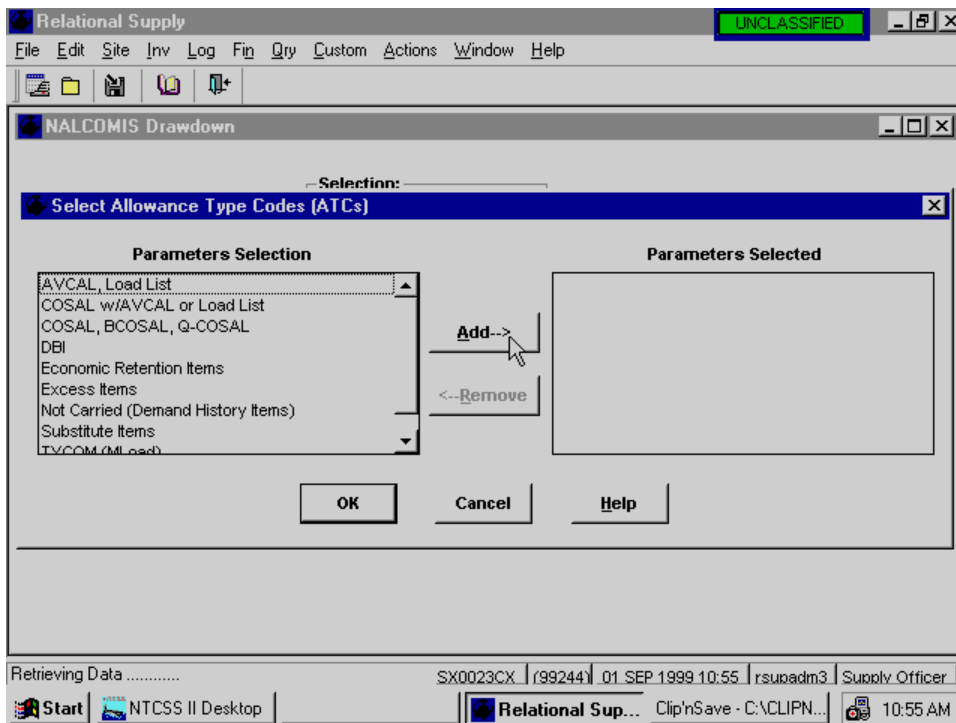 Relational Supply
UNCLASSIFIED
File Edit Site Inv Log Fin Qry Custom Actions Window Help
NALCOMIS Drawdown
Selection:
Select Allowance Type Codes (ATCs)
Parameters Selection
Parameters Selected
AVCAL, Load List
COSAL w/AVCAL or Load List
COSAL, BCOSAL, Q-COSAL
DBI
Economic Retention Items
Excess Items
Not Carried (Demand History Items)
Substitute Items
TYCOM (MLoad)
Add-->
<--Remove
OK Cancel Help
Retrieving Data ............
SX0023CX (99244) 01 SEP 1999 10:55 rsupadm3 Supply Officer
Start NTCSS II Desktop Relational Sup... Clip'nSave - C:\CLIPN... 10:55 AM